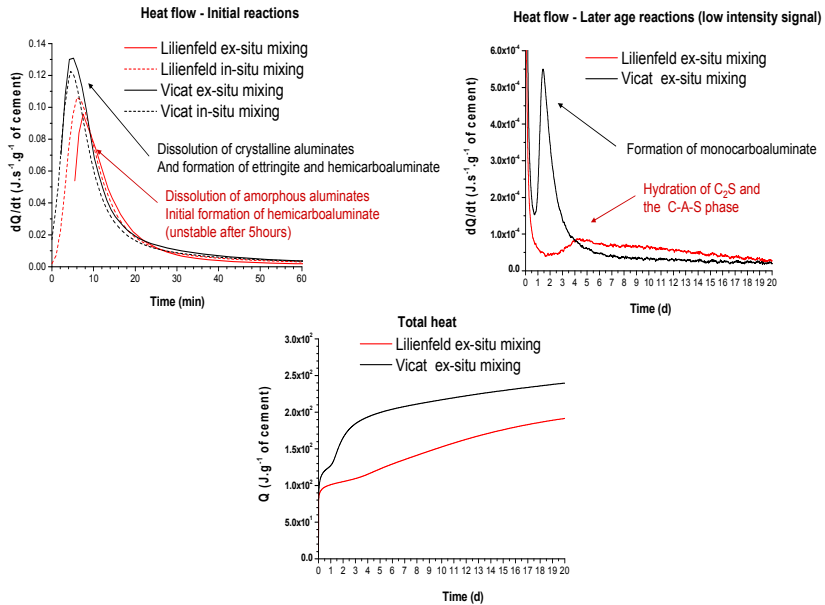 Heat flow - Initial reactions
Lilienfeld ex-situ mixing
Lilienfeld in-situ mixing
Vicat ex-situ mixing
Vicat in-situ mixing
Dissolution of crystalline aluminates
And formation of ettringite and hemicarboaluminate
Dissolution of amorphous aluminates
Initial formation of hemicarboaluminate
(unstable after 5hours)
dQ/dt (J.s⁻¹.g⁻¹ of cement)
0.14
0.12
0.10
0.08
0.06
0.04
0.02
0.00
0 10 20 30 40 50 60
Time (min)
Heat flow - Later age reactions (low intensity signal)
Lilienfeld ex-situ mixing
Vicat ex-situ mixing
Formation of monocarboaluminate
Hydration of C₂S and
the C-A-S phase
dQ/dt (J.s⁻¹.g⁻¹ of cement)
6.0x10⁻⁴
5.0x10⁻⁴
4.0x10⁻⁴
3.0x10⁻⁴
2.0x10⁻⁴
1.0x10⁻⁴
0.0
0 1 2 3 4 5 6 7 8 9 10 11 12 13 14 15 16 17 18 19 20
Time (d)
Total heat
Lilienfeld ex-situ mixing
Vicat ex-situ mixing
Q (J.g⁻¹ of cement)
3.0x10²
2.5x10²
2.0x10²
1.5x10²
1.0x10²
5.0x10¹
0.0
0 1 2 3 4 5 6 7 8 9 10 11 12 13 14 15 16 17 18 19 20
Time (d)